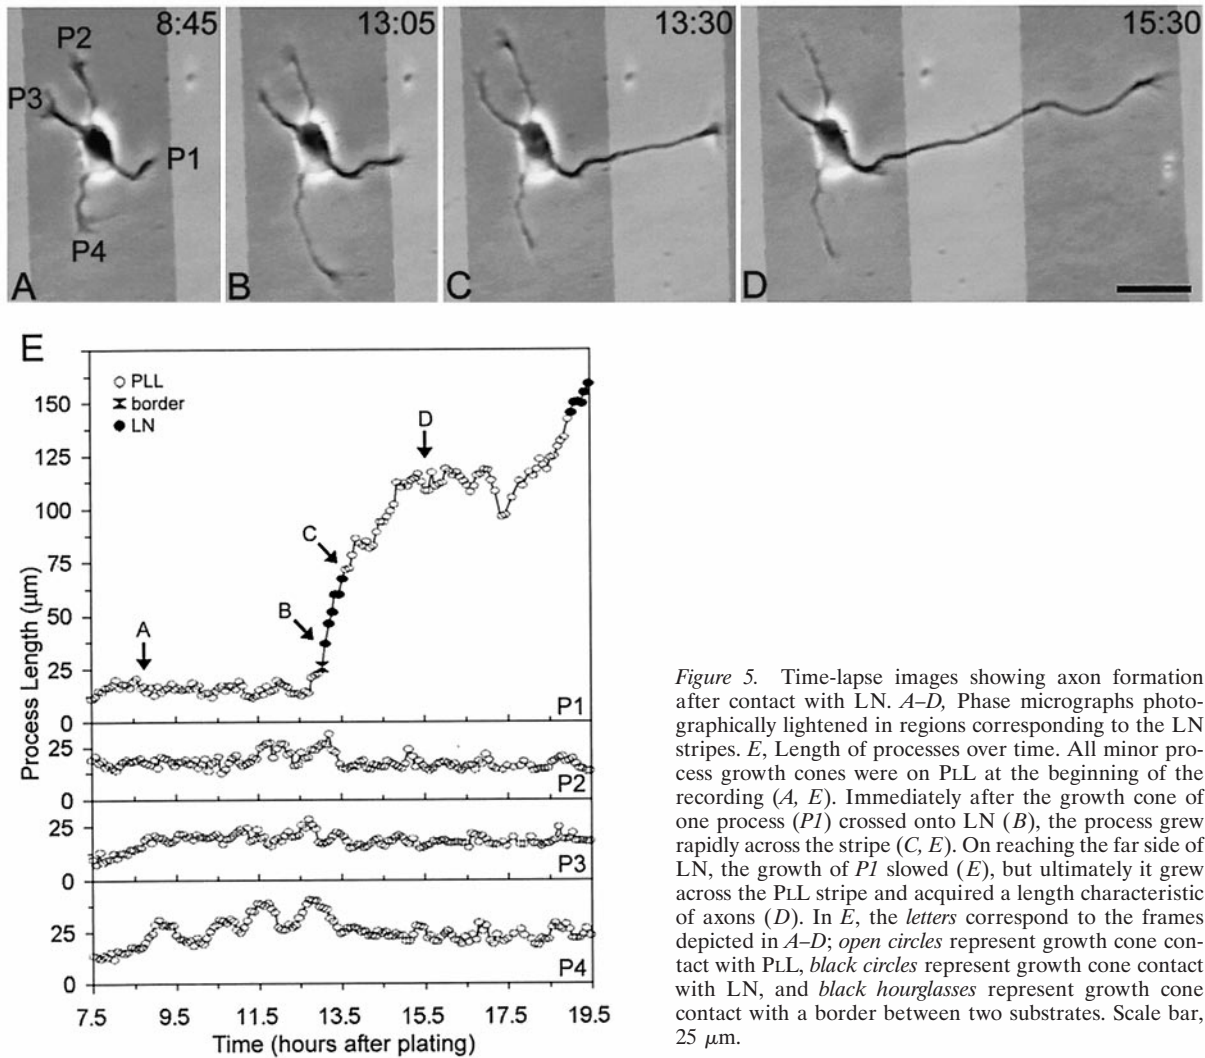 P2
8:45
P3
P1
P4
A
13:05
B
13:30
C
15:30
D
E
PLL
border
LN
A
B
C
D
Process Length (μm)
150
125
100
75
50
25
0
P1
25
0
P2
25
0
P3
25
0
P4
7.5 9.5 11.5 13.5 15.5 17.5 19.5
Time (hours after plating)
Figure 5. Time-lapse images showing axon formation
after contact with LN. A–D, Phase micrographs photo-
graphically lightened in regions corresponding to the LN
stripes. E, Length of processes over time. All minor pro-
cess growth cones were on PLL at the beginning of the
recording (A, E). Immediately after the growth cone of
one process (P1) crossed onto LN (B), the process grew
rapidly across the stripe (C, E). On reaching the far side of
LN, the growth of P1 slowed (E), but ultimately it grew
across the PLL stripe and acquired a length characteristic
of axons (D). In E, the letters correspond to the frames
depicted in A–D; open circles represent growth cone con-
tact with PLL, black circles represent growth cone contact
with LN, and black hourglasses represent growth cone
contact with a border between two substrates. Scale bar,
25 μm.